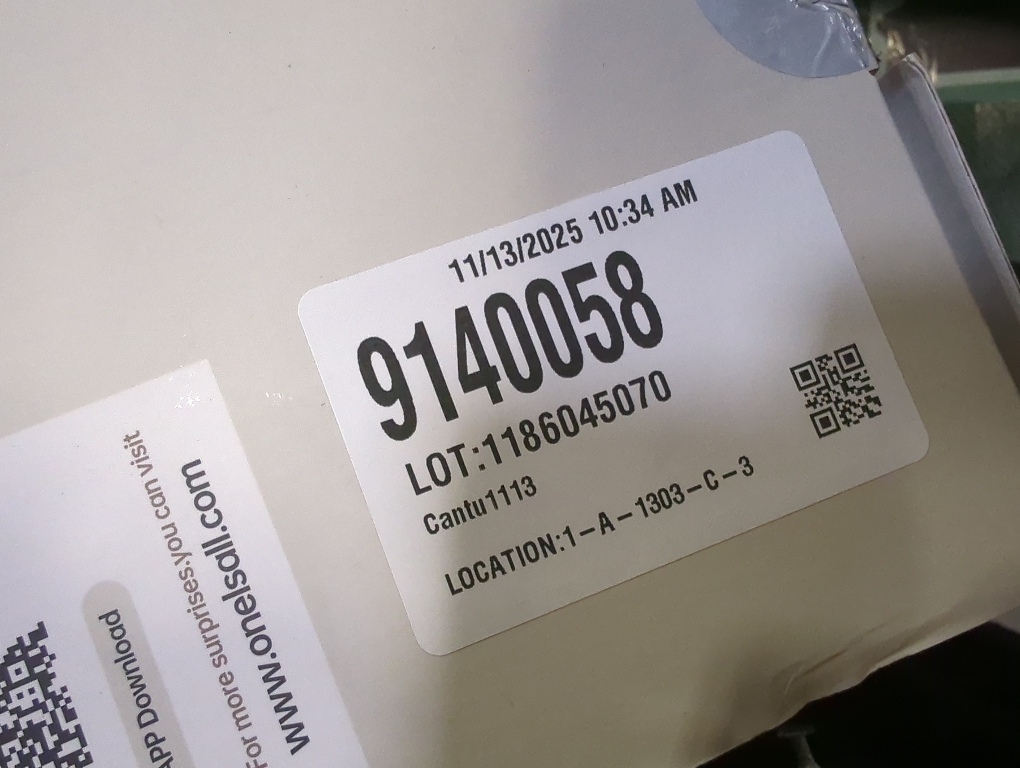 11/13/2025 10:34 AM
9140058
LOT:1186045070
Cantu1113
LOCATION:1-A-1303-C-3
For more surprises,you can visit
www.onelsall.com
APP Download